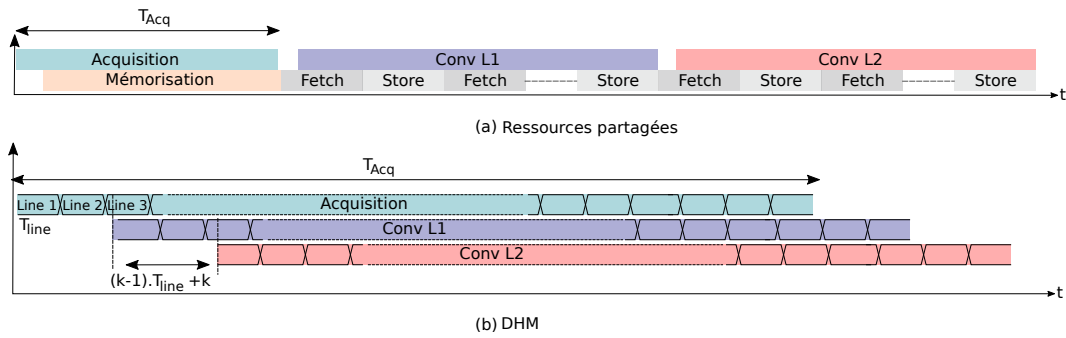 T_Acq
Acquisition Conv L1 Conv L2
Mémorisation Fetch Store Fetch Store Fetch Store Fetch Store
t
(a) Ressources partagées
T_Acq
Line 1 Line 2 Line 3 Acquisition
T_line Conv L1
Conv L2
(k-1).T_line +k
t
(b) DHM